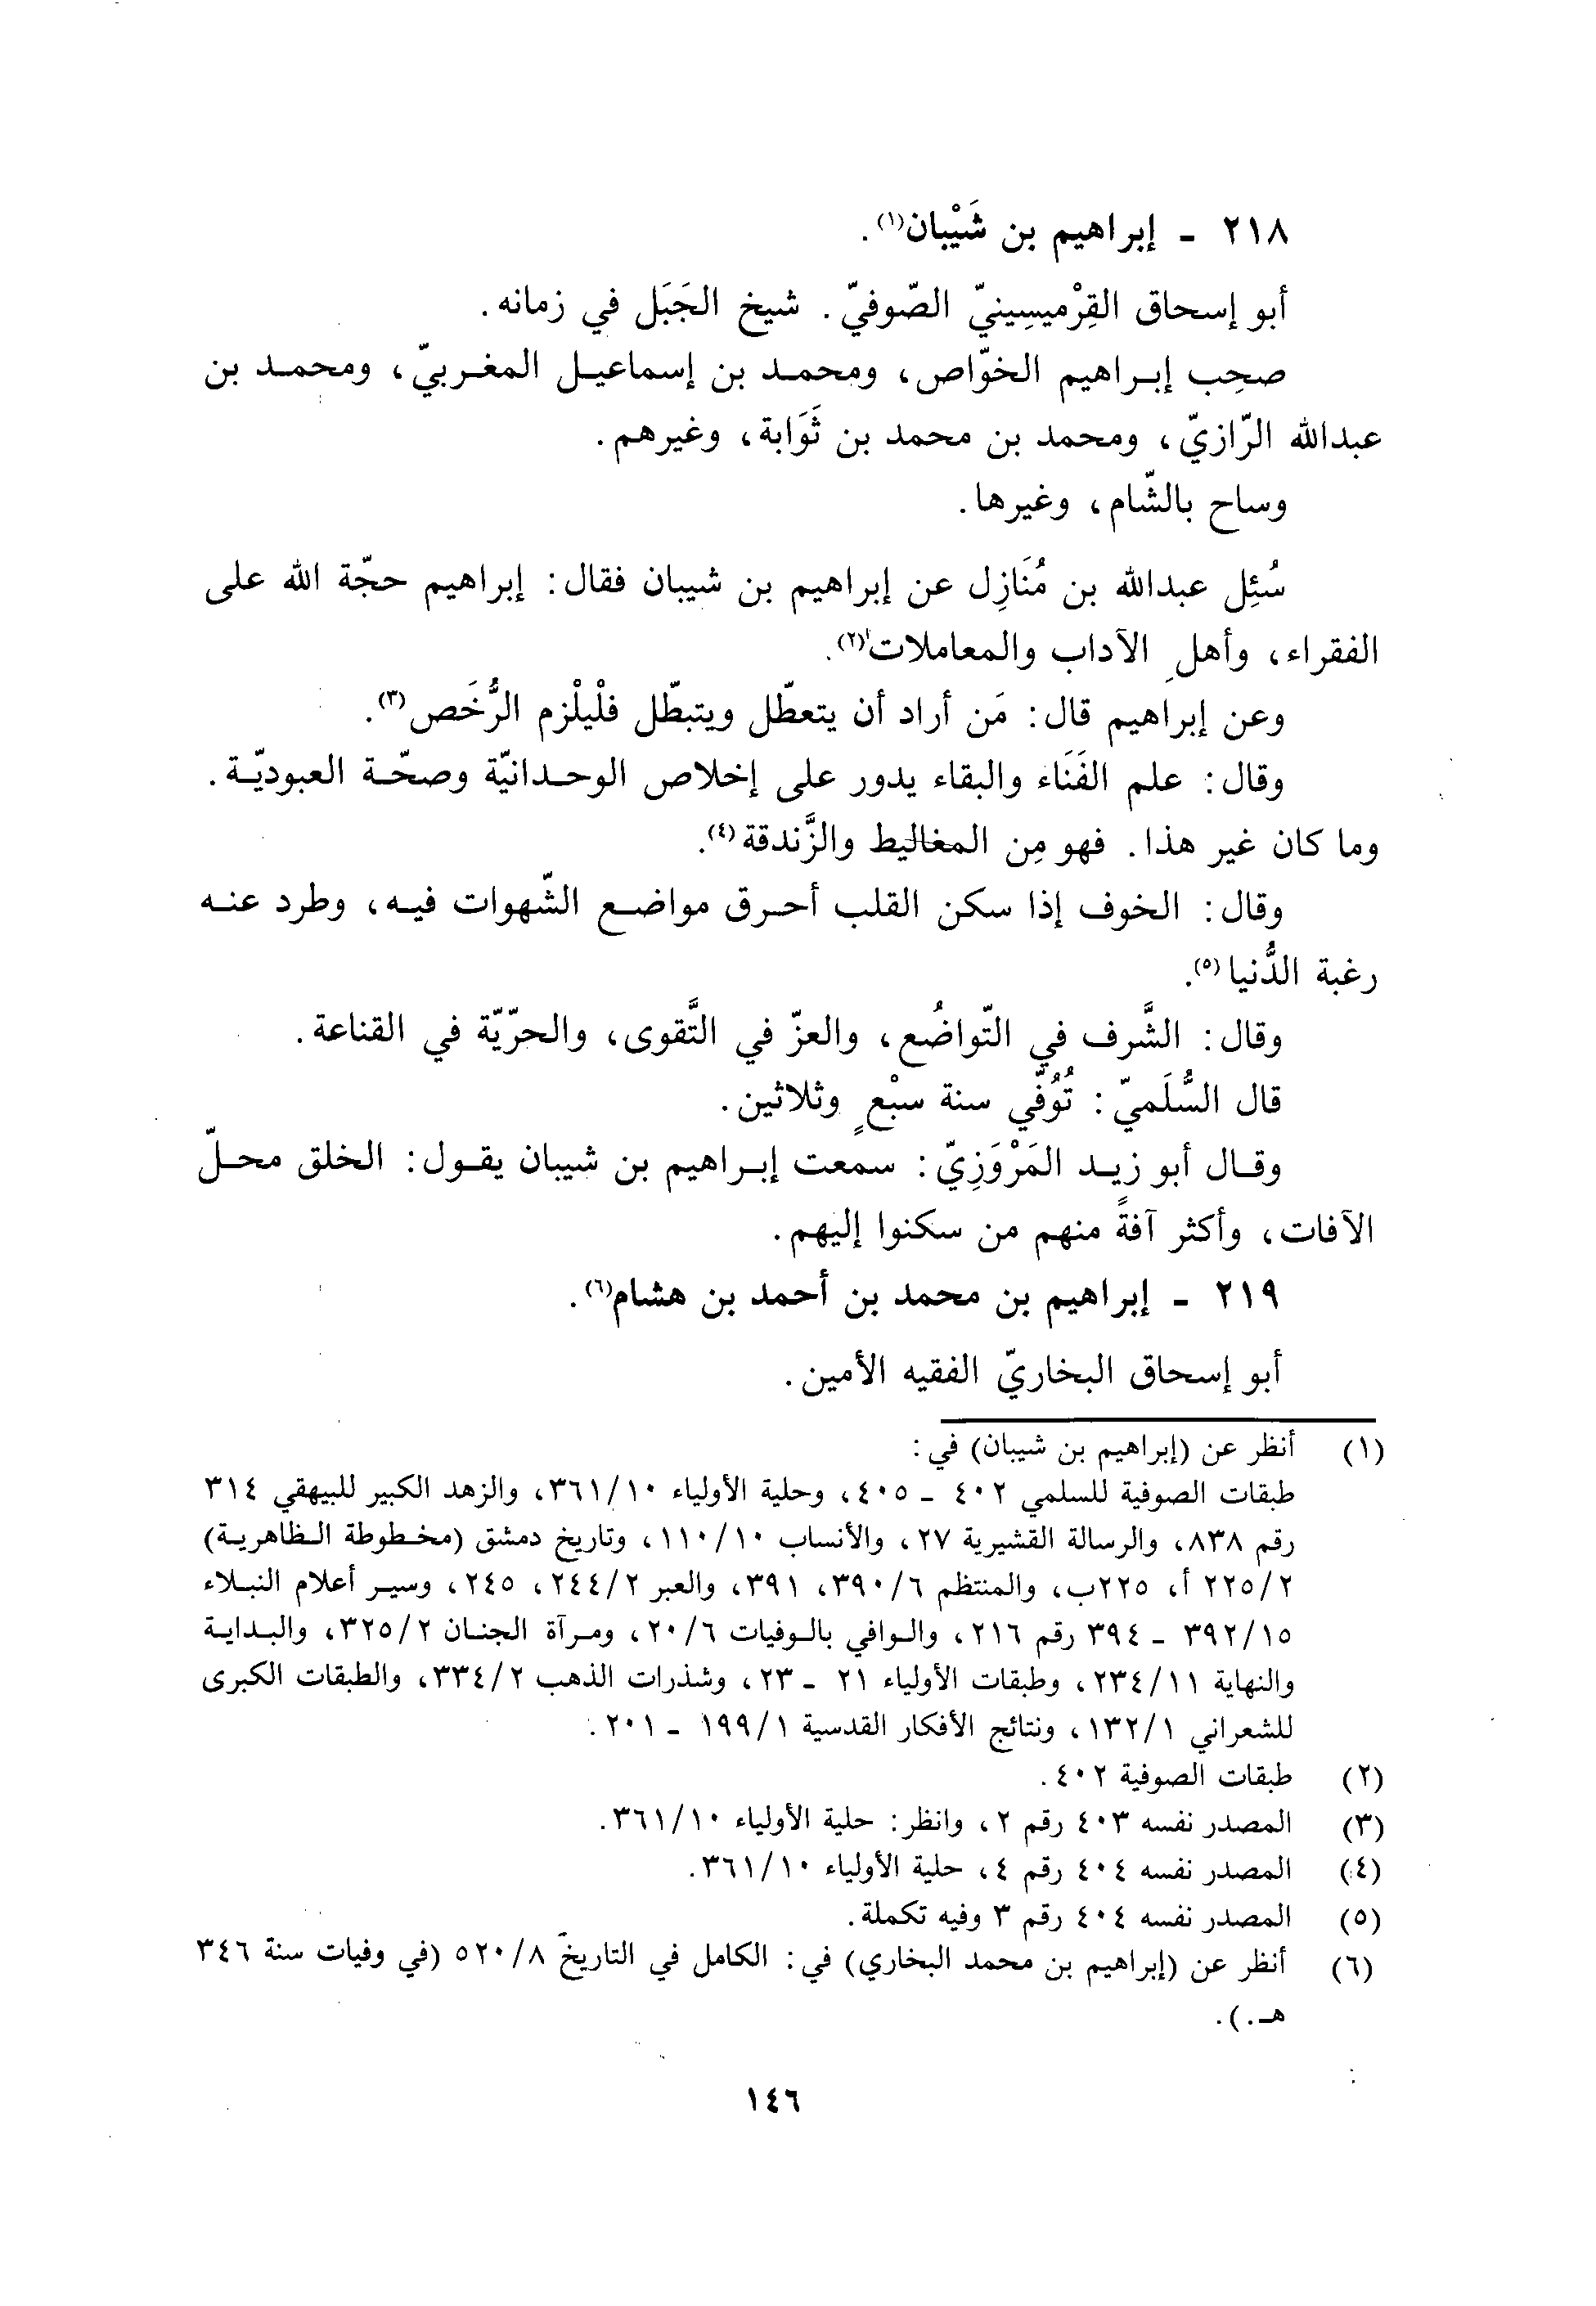 ٢١٨ - إبراهيم بن شَيْبان(١).
أبو إسحاق القِرْميسِينيّ الصّوفيّ. شيخ الجَبَل في زمانه.
صحِب إبراهيم الخوّاص، ومحمد بن إسماعيل المغربيّ، ومحمد بن
عبدالله الرّازيّ، ومحمد بن محمد بن ثَوَابة، وغيرهم.
وساح بالشّام، وغيرها.
سُئِل عبدالله بن مُنَازِل عن إبراهيم بن شيبان فقال: إبراهيم حجّة الله على
الفقراء، وأهلِ الآداب والمعاملات(٢).
وعن إبراهيم قال: مَن أراد أن يتعطّل ويتبطّل فلْيلْزم الرُّخَص(٣).
وقال: علم الفَنَاء والبقاء يدور على إخلاص الوحدانيّة وصحّة العبوديّة.
وما كان غير هذا. فهو مِن المغاليط والزَّندقة(٤).
وقال: الخوف إذا سكن القلب أحرق مواضع الشّهوات فيه، وطرد عنه
رغبة الدُّنيا(٥).
وقال: الشَّرف في التّواضُع، والعزّ في التَّقوى، والحرّيّة في القناعة.
قال السُّلَميّ: تُوُفّي سنة سبْعٍ وثلاثين.
وقال أبو زيد المَرْوَزِيّ: سمعت إبراهيم بن شيبان يقول: الخلق محلّ
الآفات، وأكثر آفةً منهم من سكنوا إليهم.
٢١٩ - إبراهيم بن محمد بن أحمد بن هشام(٦).
أبو إسحاق البخاريّ الفقيه الأمين.
(١) أنظر عن (إبراهيم بن شيبان) في:
طبقات الصوفية للسلمي ٤٠٢ - ٤٠٥، وحلية الأولياء ٣٦١/١٠، والزهد الكبير للبيهقي ٣١٤
رقم ٨٣٨، والرسالة القشيرية ٢٧، والأنساب ١١٠/١٠، وتاريخ دمشق (مخطوطة الظاهرية)
٢٢٥/٢ أ، ٢٢٥ب، والمنتظم ٣٩٠/٦، ٣٩١، والعبر ٢٤٤/٢، ٢٤٥، وسير أعلام النبلاء
٣٩٢/١٥ - ٣٩٤ رقم ٢١٦، والوافي بالوفيات ٢٠/٦، ومرآة الجنان ٣٢٥/٢، والبداية
والنهاية ٢٣٤/١١، وطبقات الأولياء ٢١ - ٢٣، وشذرات الذهب ٣٣٤/٢، والطبقات الكبرى
للشعراني ١٣٢/١، ونتائج الأفكار القدسية ١٩٩/١ - ٢٠١.
(٢) طبقات الصوفية ٤٠٢.
(٣) المصدر نفسه ٤٠٣ رقم ٢، وانظر: حلية الأولياء ٣٦١/١٠.
(٤) المصدر نفسه ٤٠٤ رقم ٤، حلية الأولياء ٣٦١/١٠.
(٥) المصدر نفسه ٤٠٤ رقم ٣ وفيه تكملة.
(٦) أنظر عن (إبراهيم بن محمد البخاري) في: الكامل في التاريخ ٥٢٠/٨ (في وفيات سنة ٣٤٦
هـ.).
١٤٦